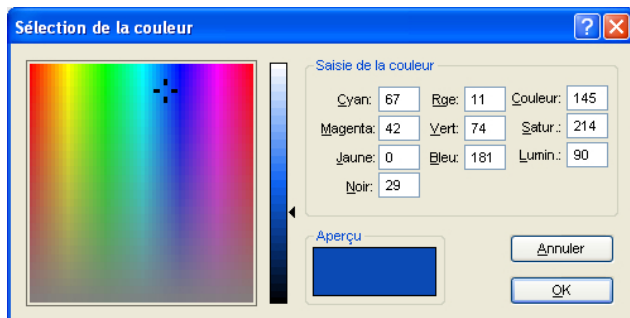 Sélection de la couleur
Saisie de la couleur
Cyan: 67 Rge: 11 Couleur: 145
Magenta: 42 Vert: 74 Satur.: 214
Jaune: 0 Bleu: 181 Lumin.: 90
Noir: 29
Aperçu
Annuler
OK